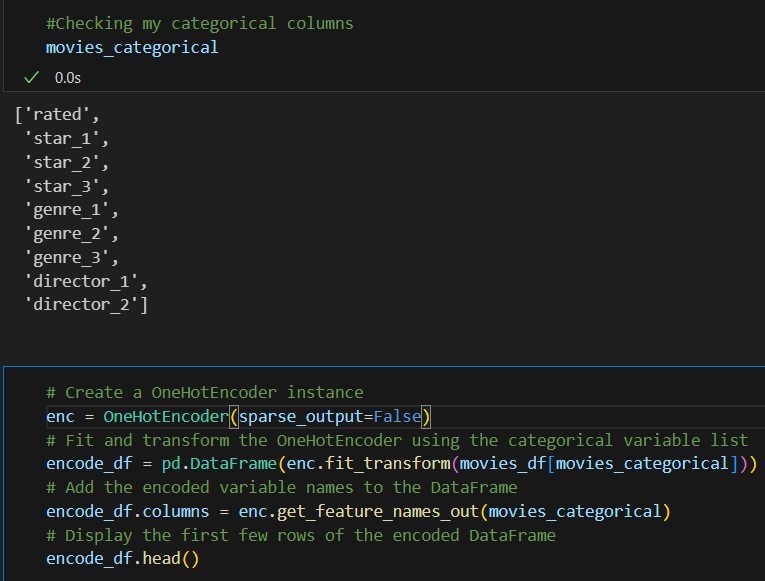 #Checking my categorical columns
movies_categorical
0.0s
['rated',
'star_1',
'star_2',
'star_3',
'genre_1',
'genre_2',
'genre_3',
'director_1',
'director_2']
# Create a OneHotEncoder instance
enc = OneHotEncoder(sparse_output=False)
# Fit and transform the OneHotEncoder using the categorical variable list
encode_df = pd.DataFrame(enc.fit_transform(movies_df[movies_categorical]))
# Add the encoded variable names to the DataFrame
encode_df.columns = enc.get_feature_names_out(movies_categorical)
# Display the first few rows of the encoded DataFrame
encode_df.head()